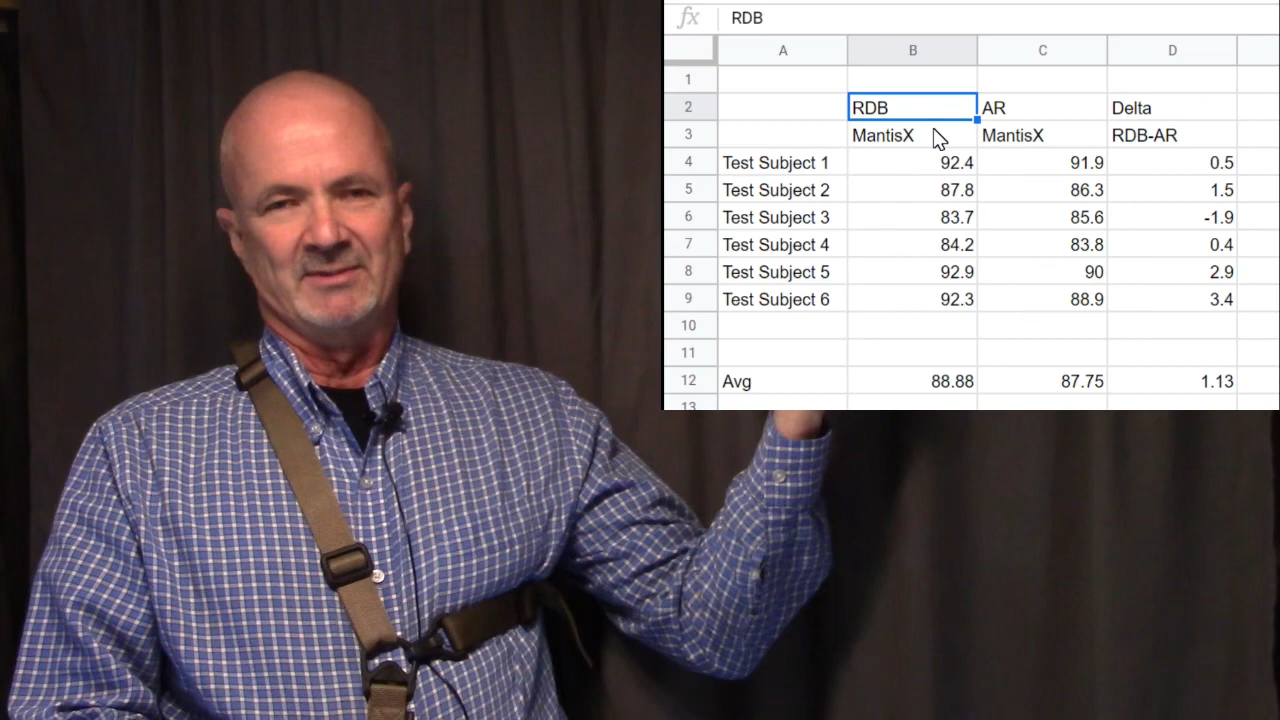 fx RDB
A B C D
1
2 RDB AR Delta
3 MantisX MantisX RDB-AR
4 Test Subject 1 92.4 91.9 0.5
5 Test Subject 2 87.8 86.3 1.5
6 Test Subject 3 83.7 85.6 -1.9
7 Test Subject 4 84.2 83.8 0.4
8 Test Subject 5 92.9 90 2.9
9 Test Subject 6 92.3 88.9 3.4
10
11
12 Avg 88.88 87.75 1.13
13